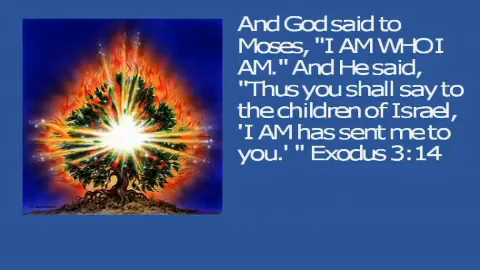 And God said to
Moses, "I AM WHO I
AM." And He said,
"Thus you shall say to
the children of Israel,
'I AM has sent me to
you.' " Exodus 3:14